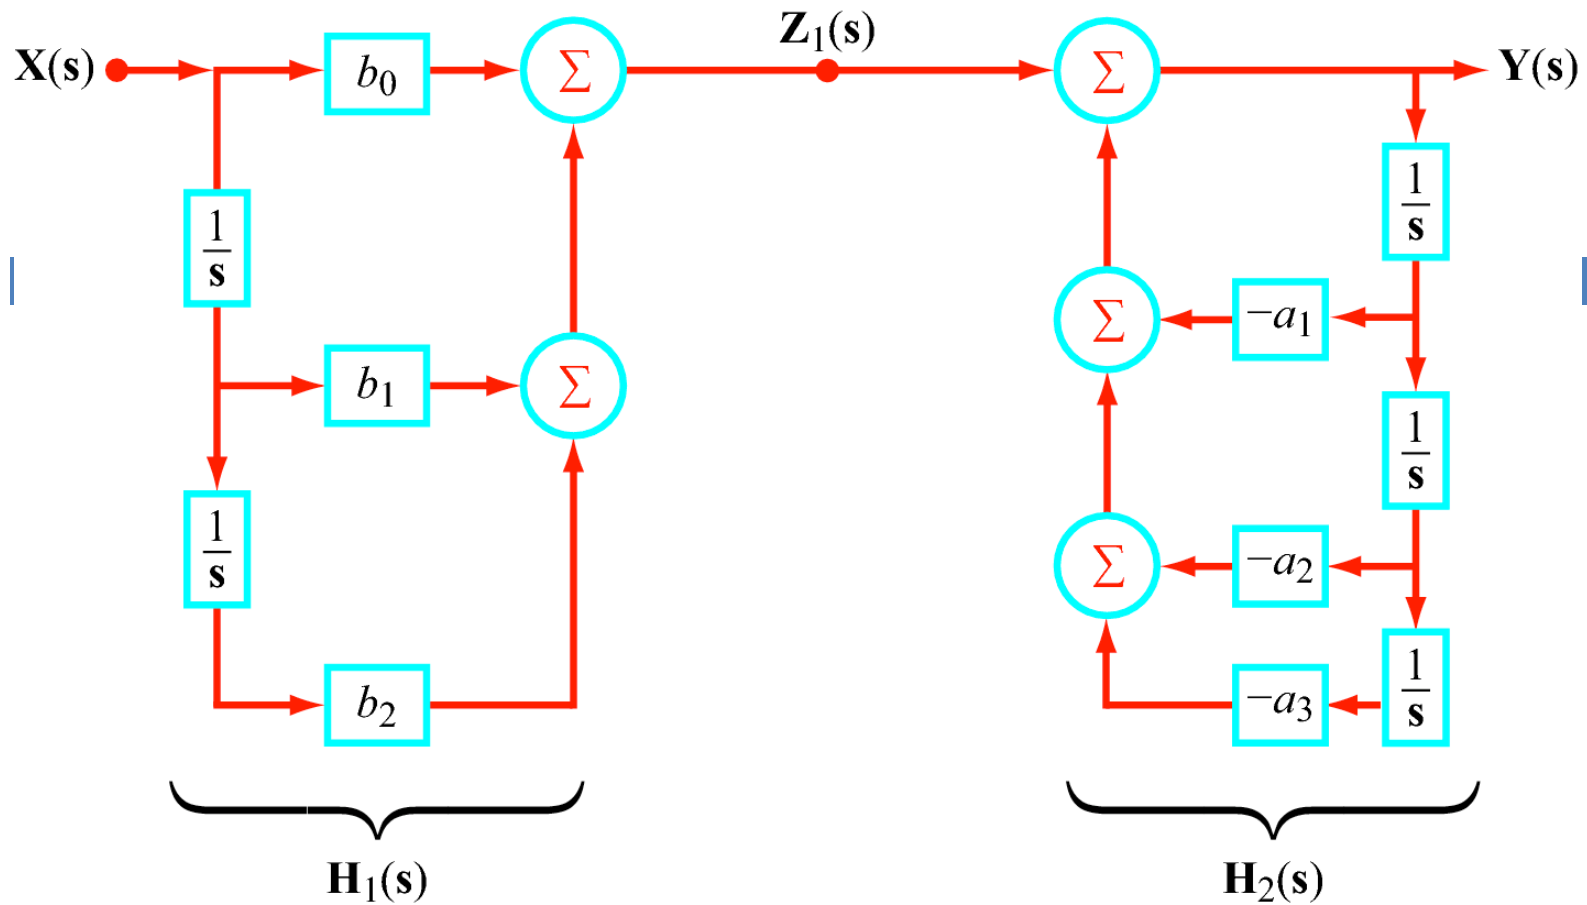 X(s)
b0
Σ
Z1(s)
Σ
Y(s)
1
s
1
s
Σ
−a1
b1
Σ
1
s
1
s
Σ
−a2
b2
−a3
1
s
H1(s)
H2(s)